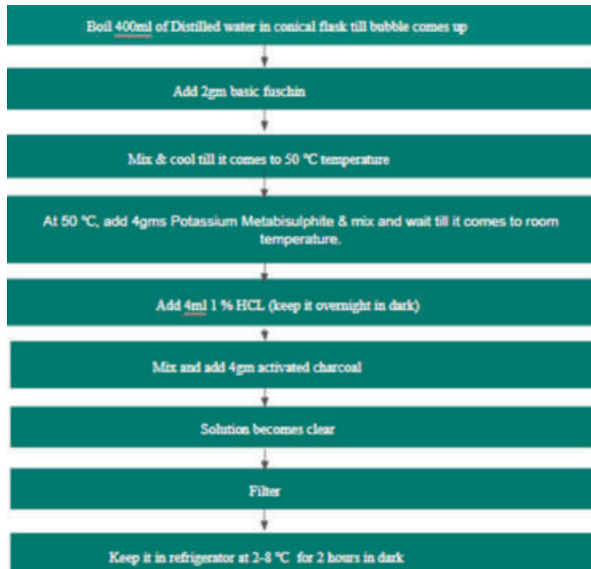 Boil 400ml of Distilled water in conical flask till bubble comes up
Add 2gm basic fuschin
Mix & cool till it comes to 50 °C temperature
At 50 °C, add 4gms Potassium Metabisulphite & mix and wait till it comes to room
temperature.
Add 4ml 1 % HCL (keep it overnight in dark)
Mix and add 4gm activated charcoal
Solution becomes clear
Filter
Keep it in refrigerator at 2-8 °C for 2 hours in dark